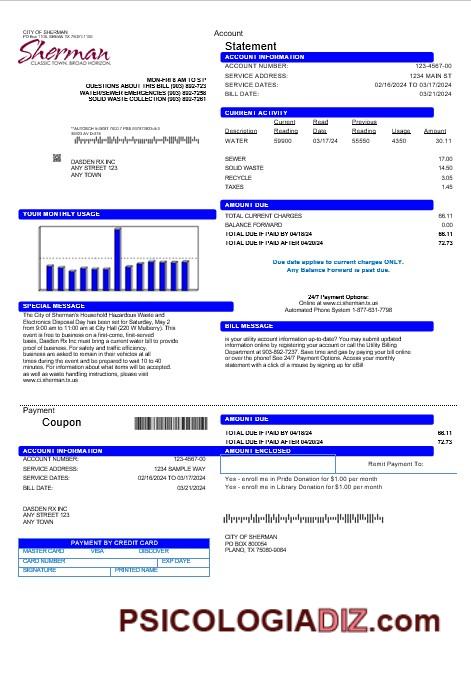 CITY OF SHERMAN
Sherman
CLASSIC TOWN. BROAD HORIZON.
Account
Statement
MON-FRI 8 AM TO 5 P
QUESTIONS ABOUT THIS BILL (903) 892-723
WATER/SEWER EMERGENCIES (903) 892-7258
SOLID WASTE COLLECTION (903) 892-7261
DASDEN RX INC
ANY STREET 123
ANY TOWN
ACCOUNT INFORMATION
ACCOUNT NUMBER: 123-4567-00
SERVICE ADDRESS: 1234 MAIN ST
SERVICE DATES: 02/16/2024 TO 03/17/2024
BILL DATE: 03/21/2024
CURRENT ACTIVITY
Current Read Previous
Description Reading Date Reading Usage Amount
WATER 59900 03/17/24 55550 4350 30.11
SEWER 17.00
SOLID WASTE 14.50
RECYCLE 3.05
TAXES 1.45
AMOUNT DUE
TOTAL CURRENT CHARGES 66.11
BALANCE FORWARD 0.00
TOTAL DUE IF PAID BY 04/18/24 66.11
TOTAL DUE IF PAID AFTER 04/20/24 72.73
Due date applies to current charges ONLY.
Any Balance Forward is past due.
24/7 Payment Options:
Online at www.ci.sherman.tx.us
Automated Phone System 1-877-631-7798
YOUR MONTHLY USAGE
SPECIAL MESSAGE
The City of Sherman's Household Hazardous Waste and
Electronics Disposal Day has been set for Saturday, May 2
from 9:00 am to 11:00 am at City Hall (220 W Mulberry). This
event is free to business on a first-come, first-served
basis, Dasden Rx Inc must bring a current water bill to provide
proof of business. For safety and traffic efficiency,
business are asked to remain in their vehicles at all
times during the event and be prepared to wait 10 to 40
minutes. For information about what items will be accepted.
as well as waste handling instructions, please visit
www.ci.sherman.tx.us
BILL MESSAGE
is your utility account information up-to-date? You may submit updated
information online by registering your account or call the Utility Billing
Department at 903-892-7237. Save time and gas by paying your bill online
or over the phone! See 24/7 Payment Options. Access your monthly
statement with a click of a mouse by signing up for eBill!
Payment
Coupon
AMOUNT DUE
TOTAL DUE IF PAID BY 04/18/24 66.11
TOTAL DUE IF PAID AFTER 04/20/24 72.73
ACCOUNT INFORMATION
ACCOUNT NUMBER: 123-4567-00
SERVICE ADDRESS: 1234 SAMPLE WAY
SERVICE DATES: 02/16/2024 TO 03/17/2024
BILL DATE: 03/21/2024
AMOUNT ENCLOSED
Remit Payment To:
Yes - enroll me in Pride Donation for $1.00 per month
Yes - enroll me in Library Donation for $1.00 per month
DASDEN RX INC
ANY STREET 123
ANY TOWN
CITY OF SHERMAN
PO BOX 800054
PLANO, TX 75080-9084
PAYMENT BY CREDIT CARD
MASTER CARD VISA DISCOVER
CARD NUMBER EXP DATE
SIGNATURE PRINTED NAME
PSICOLOGIADIZ.com